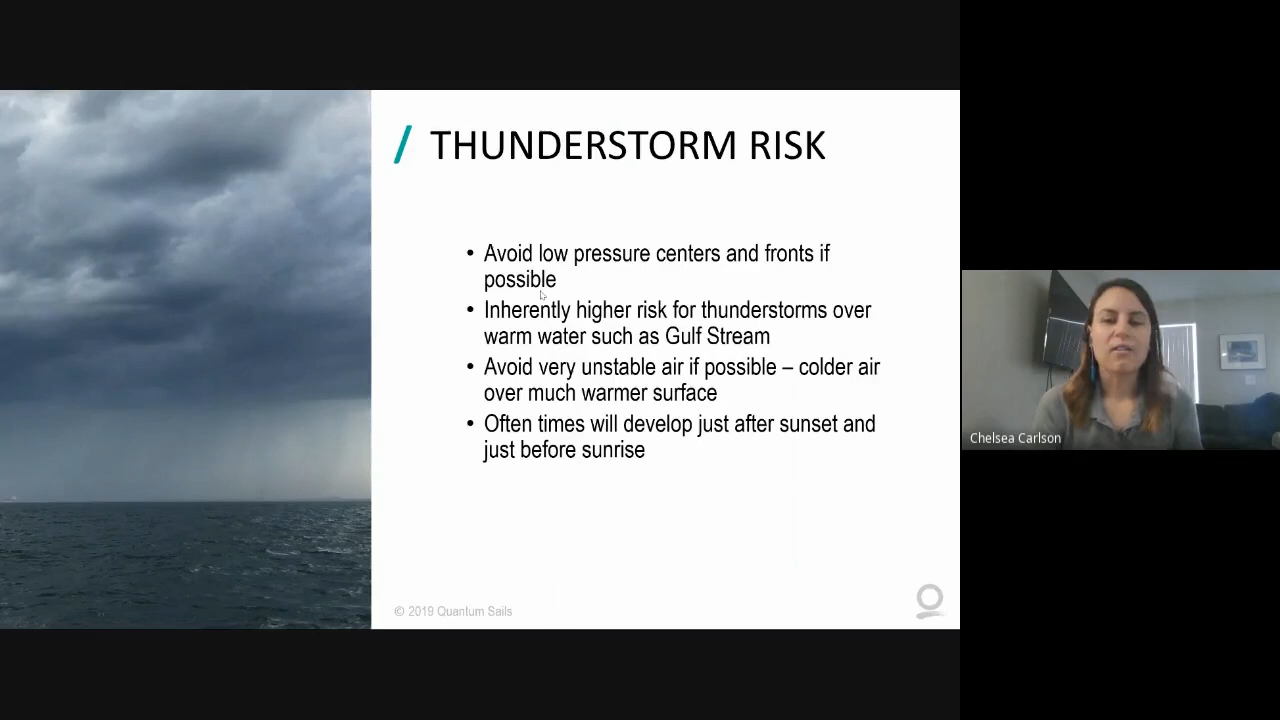 THUNDERSTORM RISK
• Avoid low pressure centers and fronts if
possible
• Inherently higher risk for thunderstorms over
warm water such as Gulf Stream
• Avoid very unstable air if possible – colder air
over much warmer surface
• Often times will develop just after sunset and
just before sunrise
© 2019 Quantum Sails
Chelsea Carlson